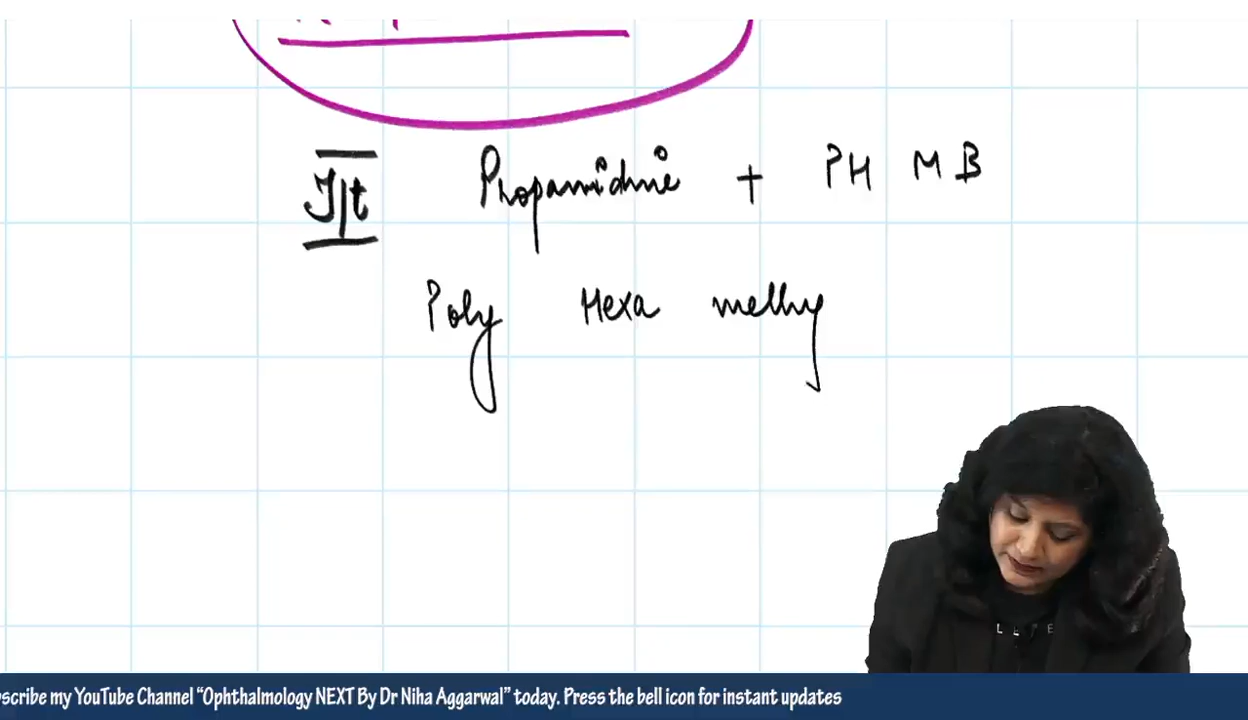 T/t Propamidine + PH M B
Poly Hexa methy
L E T E
scribe my YouTube Channel “Ophthalmology NEXT By Dr Niha Aggarwal” today. Press the bell icon for instant updates